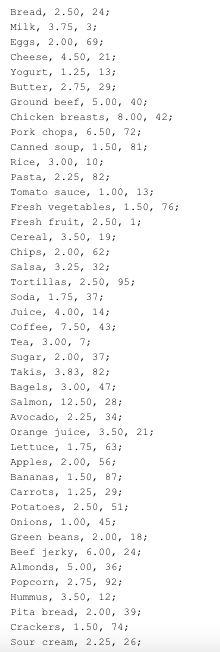 Bread, 2.50, 24;
Milk, 3.75, 3;
Eggs, 2.00, 69;
Cheese, 4.50, 21;
Yogurt, 1.25, 13;
Butter, 2.75, 29;
Ground beef, 5.00, 40;
Chicken breasts, 8.00, 42;
Pork chops, 6.50, 72;
Canned soup, 1.50, 81;
Rice, 3.00, 10;
Pasta, 2.25, 82;
Tomato sauce, 1.00, 13;
Fresh vegetables, 1.50, 76;
Fresh fruit, 2.50, 1;
Cereal, 3.50, 19;
Chips, 2.00, 62;
Salsa, 3.25, 32;
Tortillas, 2.50, 95;
Soda, 1.75, 37;
Juice, 4.00, 14;
Coffee, 7.50, 43;
Tea, 3.00, 7;
Sugar, 2.00, 37;
Takis, 3.83, 82;
Bagels, 3.00, 47;
Salmon, 12.50, 28;
Avocado, 2.25, 34;
Orange juice, 3.50, 21;
Lettuce, 1.75, 63;
Apples, 2.00, 56;
Bananas, 1.50, 87;
Carrots, 1.25, 29;
Potatoes, 2.50, 51;
Onions, 1.00, 45;
Green beans, 2.00, 18;
Beef jerky, 6.00, 24;
Almonds, 5.00, 36;
Popcorn, 2.75, 92;
Hummus, 3.50, 12;
Pita bread, 2.00, 39;
Crackers, 1.50, 74;
Sour cream, 2.25, 26;